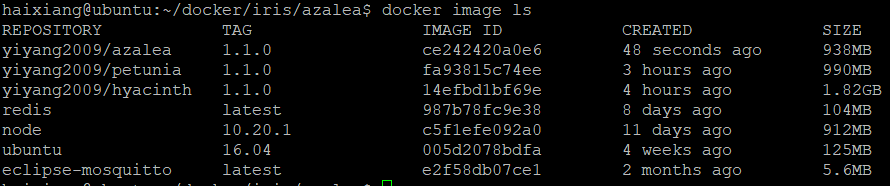 haixiang@ubuntu:~/docker/iris/azalea$ docker image ls
REPOSITORY TAG IMAGE ID CREATED SIZE
yiyang2009/azalea 1.1.0 ce242420a0e6 48 seconds ago 938MB
yiyang2009/petunia 1.1.0 fa93815c74ee 3 hours ago 990MB
yiyang2009/hyacinth 1.1.0 14efbd1bf69e 4 hours ago 1.82GB
redis latest 987b78fc9e38 8 days ago 104MB
node 10.20.1 c5f1efe092a0 11 days ago 912MB
ubuntu 16.04 005d2078bdfa 4 weeks ago 125MB
eclipse-mosquitto latest e2f58db07ce1 2 months ago 5.6MB